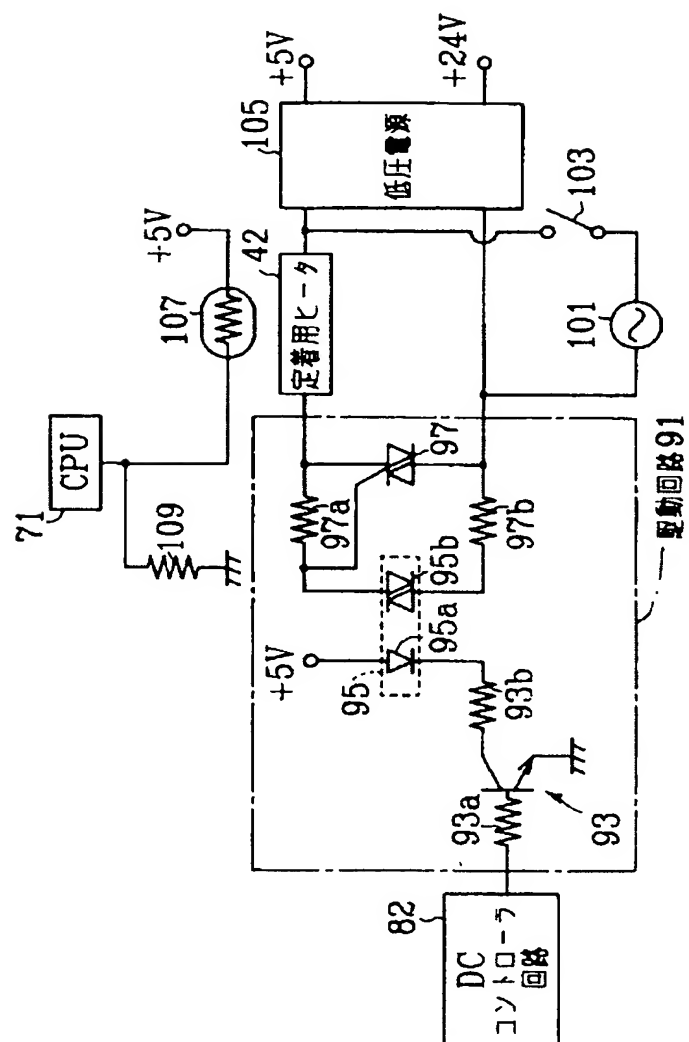 71
CPU
109
107
+5V
42
定着用ヒータ
105
低圧電源
+5V
+24V
103
101
駆動回路91
97
97a
97b
95b
95a
95
+5V
93b
93a
93
82
DC
コントローラ
回路